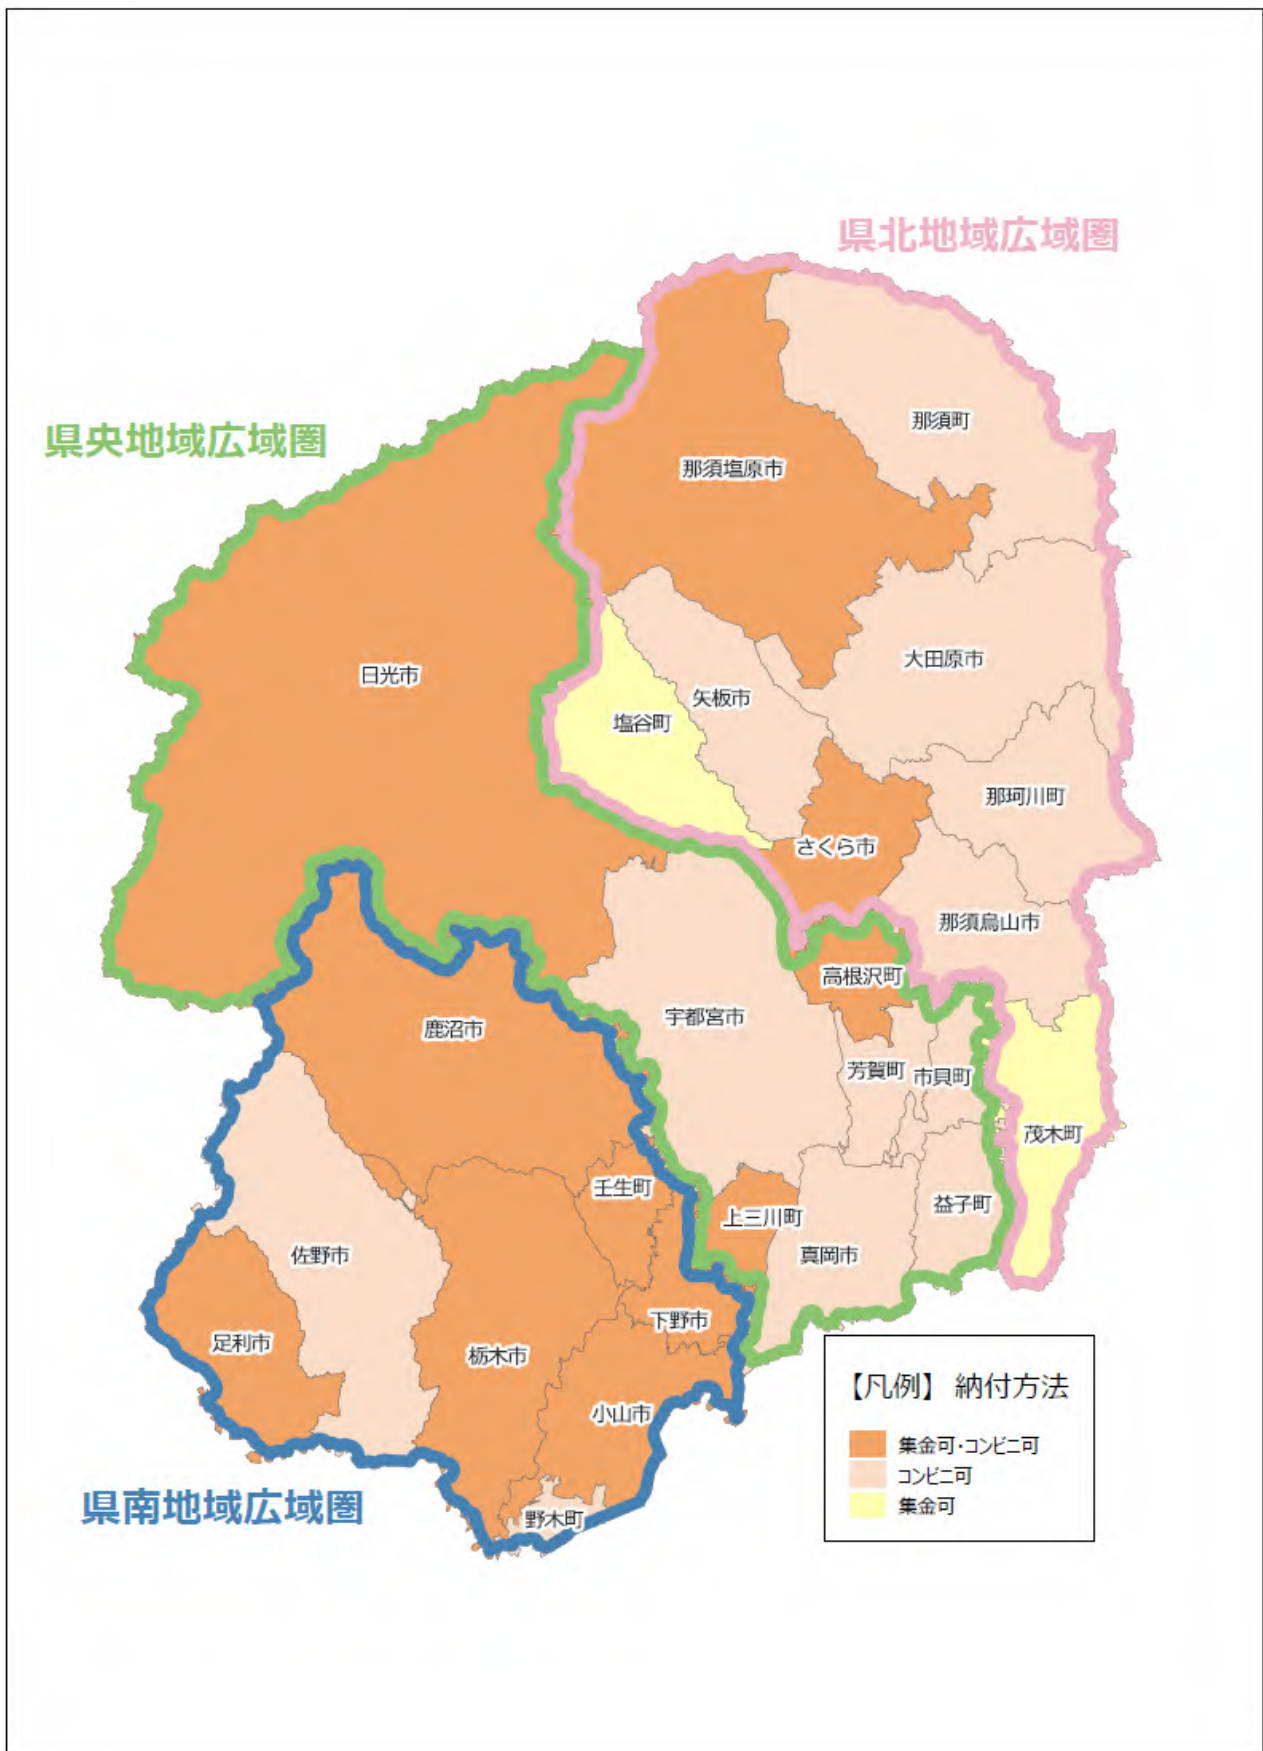 県北地域広域圏
県央地域広域圏
那須町
那須塩原市
大田原市
日光市
矢板市
塩谷町
那珂川町
さくら市
那須烏山市
高根沢町
宇都宮市
鹿沼市
芳賀町
市貝町
茂木町
壬生町
益子町
上三川町
佐野市
真岡市
下野市
足利市
栃木市
小山市
県南地域広域圏
野木町
【凡例】 納付方法
集金可・コンビニ可
コンビニ可
集金可